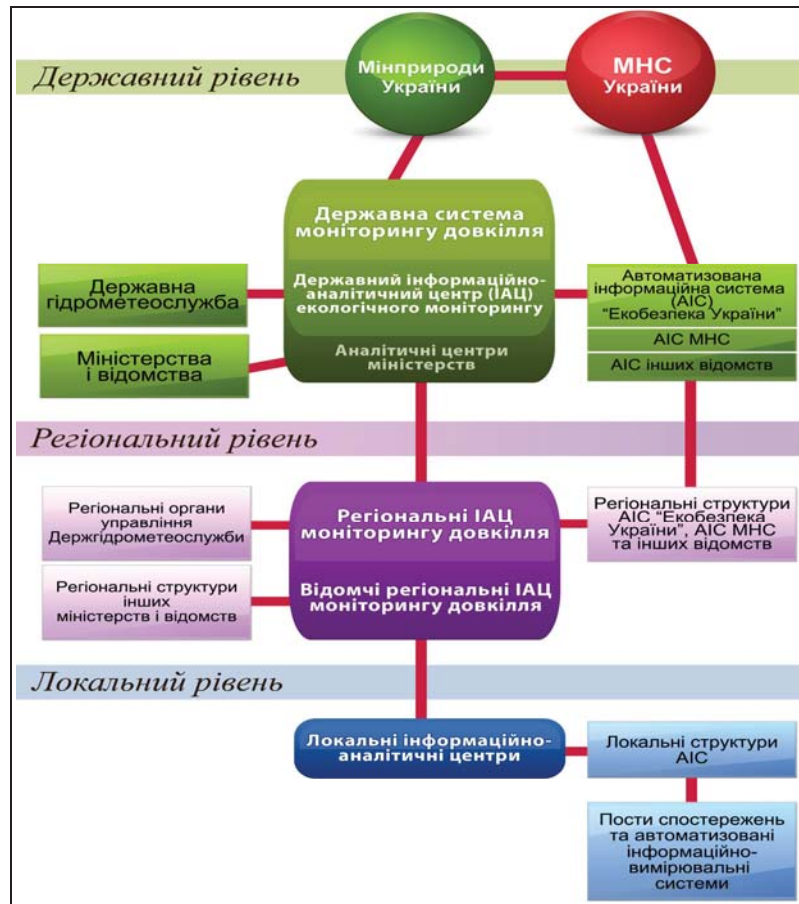 Державний рівень
Мінприроди
України
МНС
України
Державна система
моніторингу довкілля
Державний інформаційно-
аналітичний центр (ІАЦ)
екологічного моніторингу
Аналітичні центри
міністерств
Державна
гідрометеослужба
Міністерства
і відомства
Автоматизована
інформаційна система
(АІС)
"Екобезпека України"
АІС МНС
АІС інших відомств
Регіональний рівень
Регіональні органи
управління
Держгідрометеослужби
Регіональні структури
інших
міністерств і відомств
Регіональні ІАЦ
моніторингу довкілля
Відомчі регіональні ІАЦ
моніторингу довкілля
Регіональні структури
АІС "Екобезпека
України", АІС МНС
та інших відомств
Локальний рівень
Локальні інформаційно-
аналітичні центри
Локальні структури
АІС
Пости спостережень
та автоматизовані
інформаційно-
вимірювальні
системи